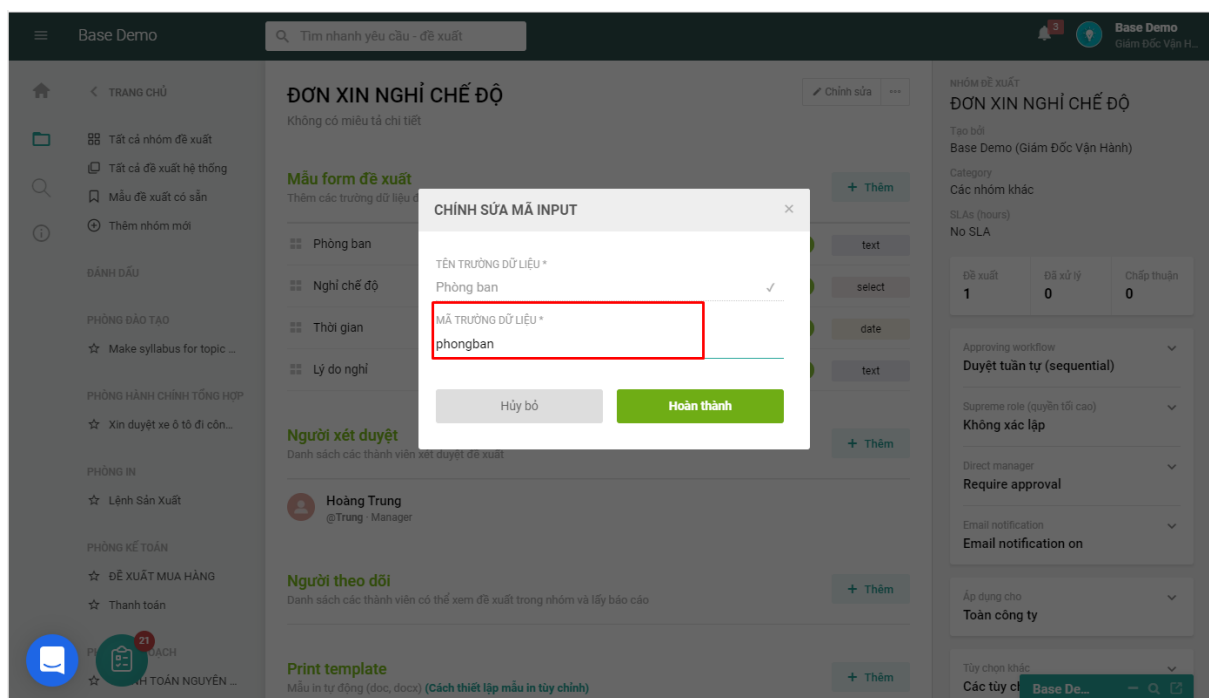 Base Demo
Tìm nhanh yêu cầu - đề xuất
3
Base Demo
Giám Đốc Vận H...
TRANG CHỦ
Tất cả nhóm đề xuất
Tất cả đề xuất hệ thống
Mẫu đề xuất có sẵn
Thêm nhóm mới
ĐÁNH DẤU
PHÒNG ĐÀO TẠO
Make syllabus for topic ...
PHÒNG HÀNH CHÍNH TỔNG HỢP
Xin duyệt xe ô tô đi côn...
PHÒNG IN
Lệnh Sản Xuất
PHÒNG KẾ TOÁN
ĐỀ XUẤT MUA HÀNG
Thanh toán
21
H TOÁN NGUYÊN ...
ĐƠN XIN NGHỈ CHẾ ĐỘ
Không có miêu tả chi tiết
Chỉnh sửa
Mẫu form đề xuất
Thêm các trường dữ liệu
+ Thêm
Phòng ban
text
Nghỉ chế độ
select
Thời gian
date
Lý do nghỉ
text
CHỈNH SỬA MÃ INPUT
×
TÊN TRƯỜNG DỮ LIỆU *
Phòng ban
MÃ TRƯỜNG DỮ LIỆU *
phongban
Hủy bỏ
Hoàn thành
Người xét duyệt
Danh sách các thành viên xét duyệt đề xuất
+ Thêm
Hoàng Trung
@Trung · Manager
Người theo dõi
Danh sách các thành viên có thể xem đề xuất trong nhóm và lấy báo cáo
+ Thêm
Print template
Mẫu in tự động (doc, docx) (Cách thiết lập mẫu in tùy chỉnh)
+ Thêm
NHÓM ĐỀ XUẤT
ĐƠN XIN NGHỈ CHẾ ĐỘ
Tạo bởi
Base Demo (Giám Đốc Vận Hành)
Category
Các nhóm khác
SLAs (hours)
No SLA
Đề xuất Đã xử lý Chấp thuận
1 0 0
Approving workflow
Duyệt tuần tự (sequential)
Supreme role (quyền tối cao)
Không xác lập
Direct manager
Require approval
Email notification
Email notification on
Áp dụng cho
Toàn công ty
Tùy chọn khác
Các tùy ch
Base De...